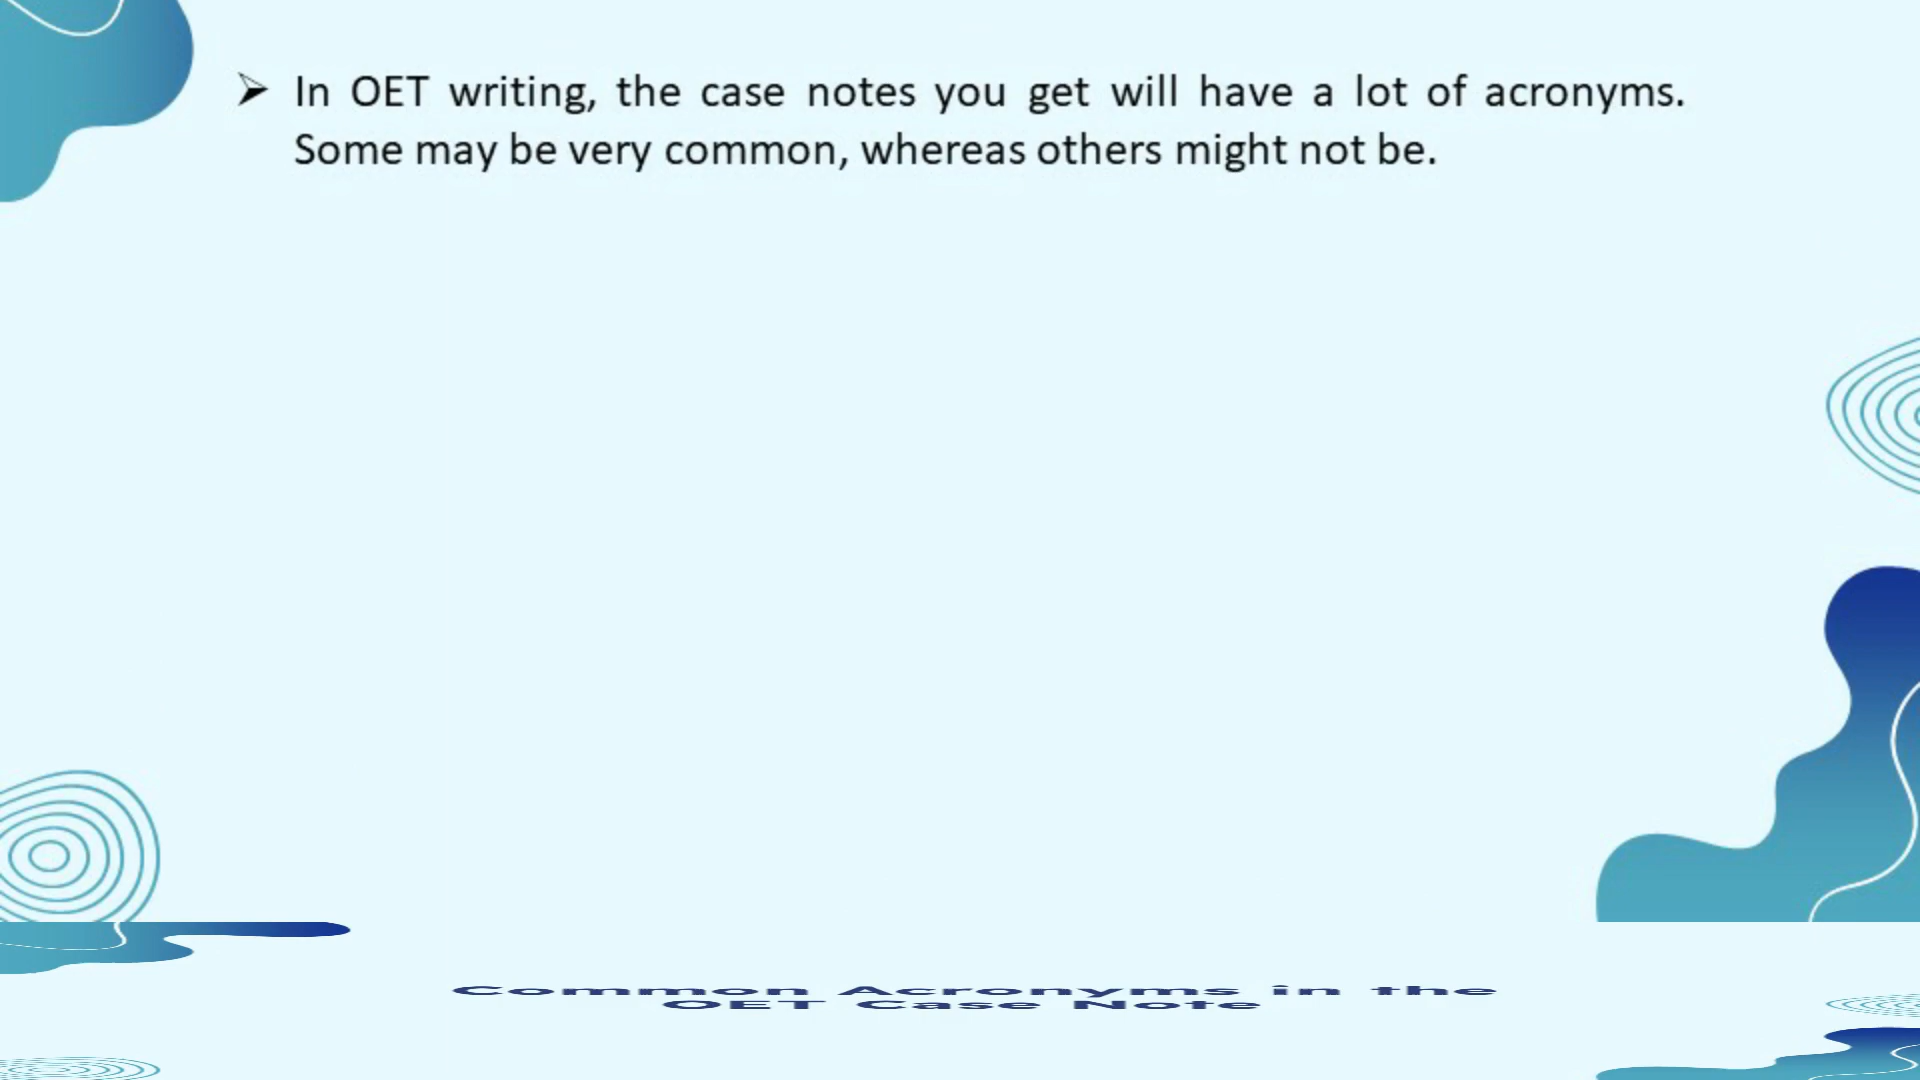 In OET writing, the case notes you get will have a lot of acronyms.
Some may be very common, whereas others might not be.
Common Acronyms in the
OET Case Note